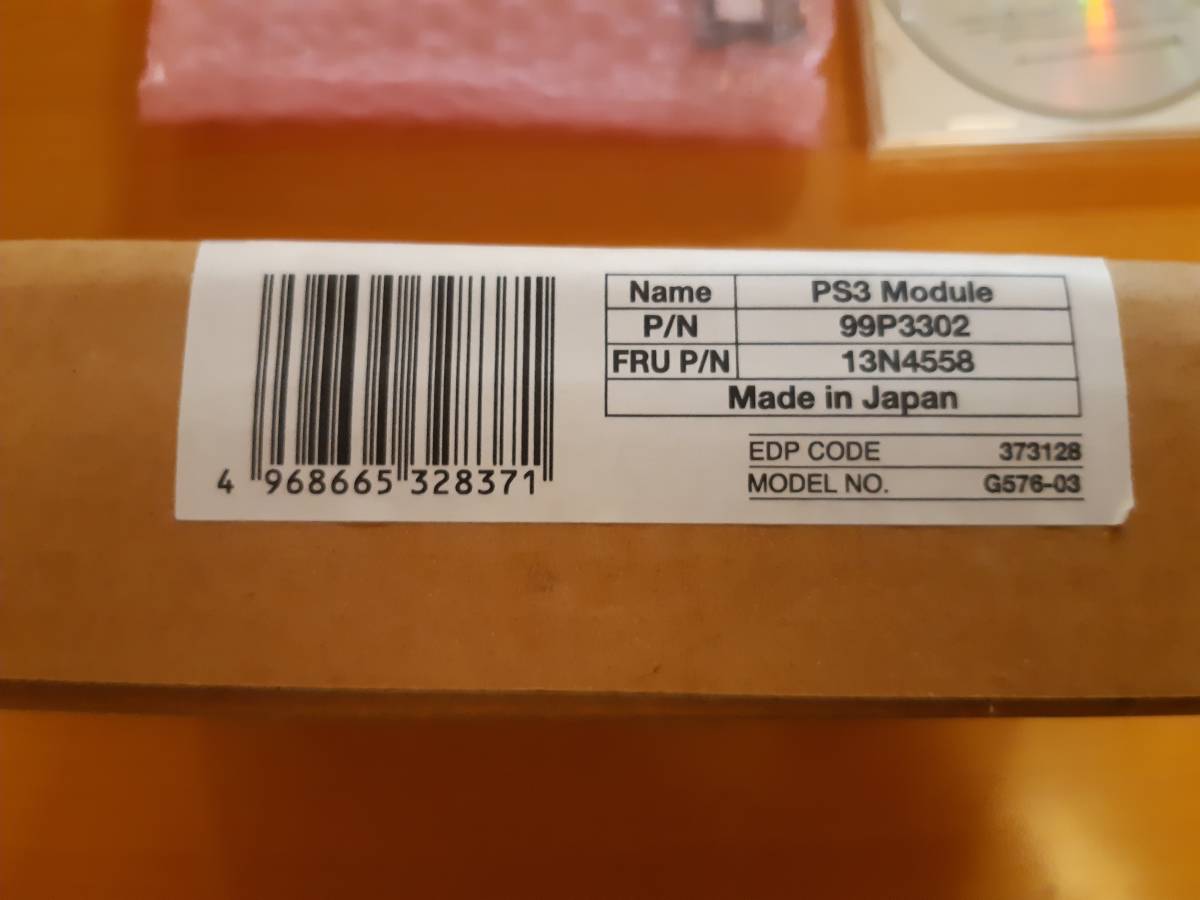 4 968665 328371
Name PS3 Module
P/N 99P3302
FRU P/N 13N4558
Made in Japan
EDP CODE 373128
MODEL NO. G576-03